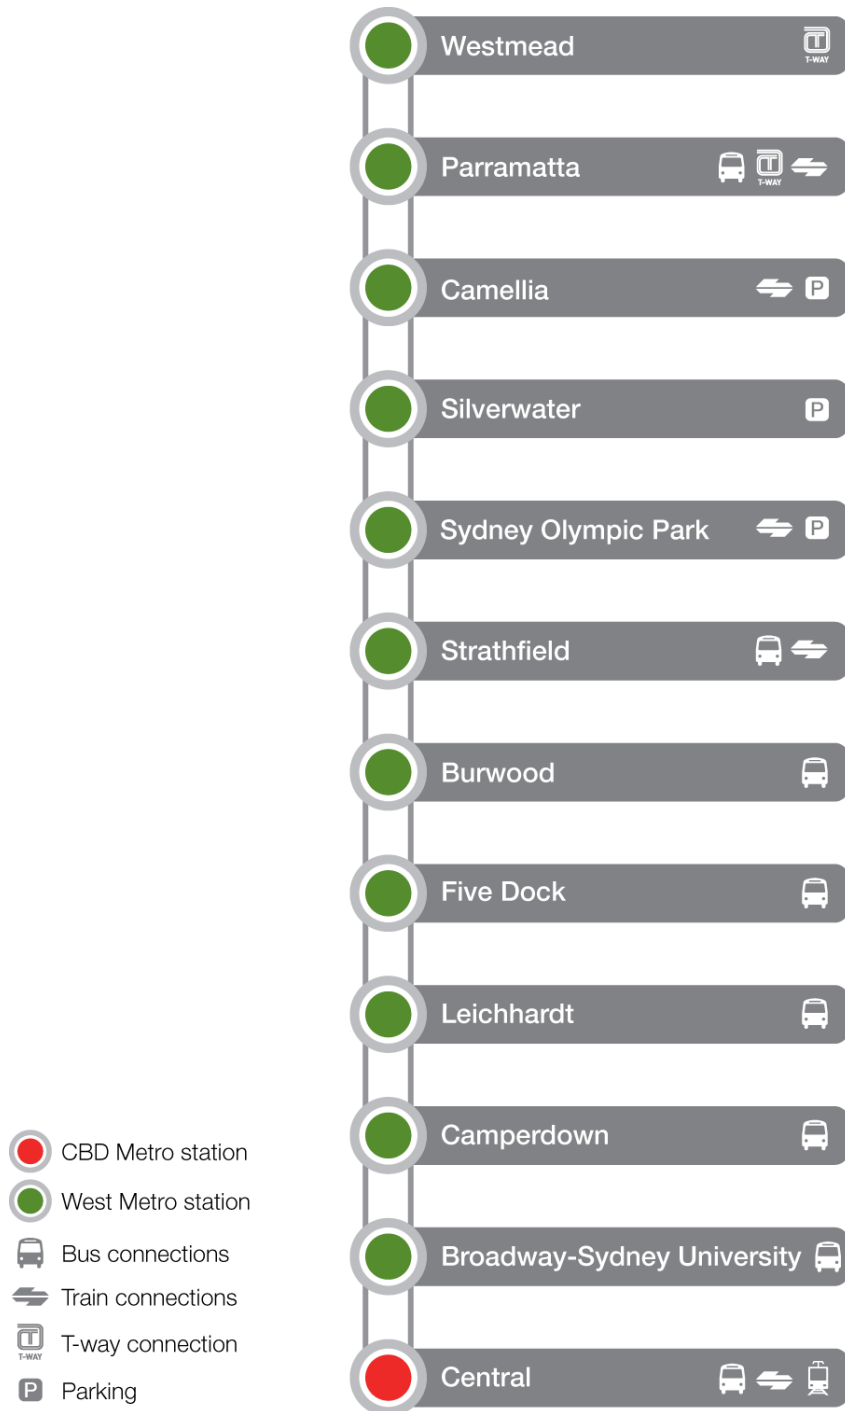 Westmead
T-WAY
Parramatta
T-WAY
Camellia
P
Silverwater
P
Sydney Olympic Park
P
Strathfield
Burwood
Five Dock
Leichhardt
Camperdown
Broadway-Sydney University
Central
CBD Metro station
West Metro station
Bus connections
Train connections
T-WAY
T-way connection
P
Parking